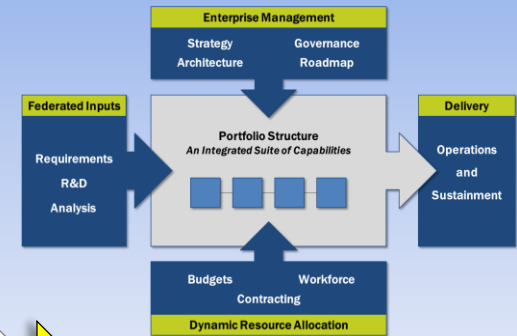 Enterprise Management
Strategy Governance
Architecture Roadmap
Federated Inputs
Requirements
R&D
Analysis
Portfolio Structure
An Integrated Suite of Capabilities
Delivery
Operations
and
Sustainment
Budgets Workforce
Contracting
Dynamic Resource Allocation